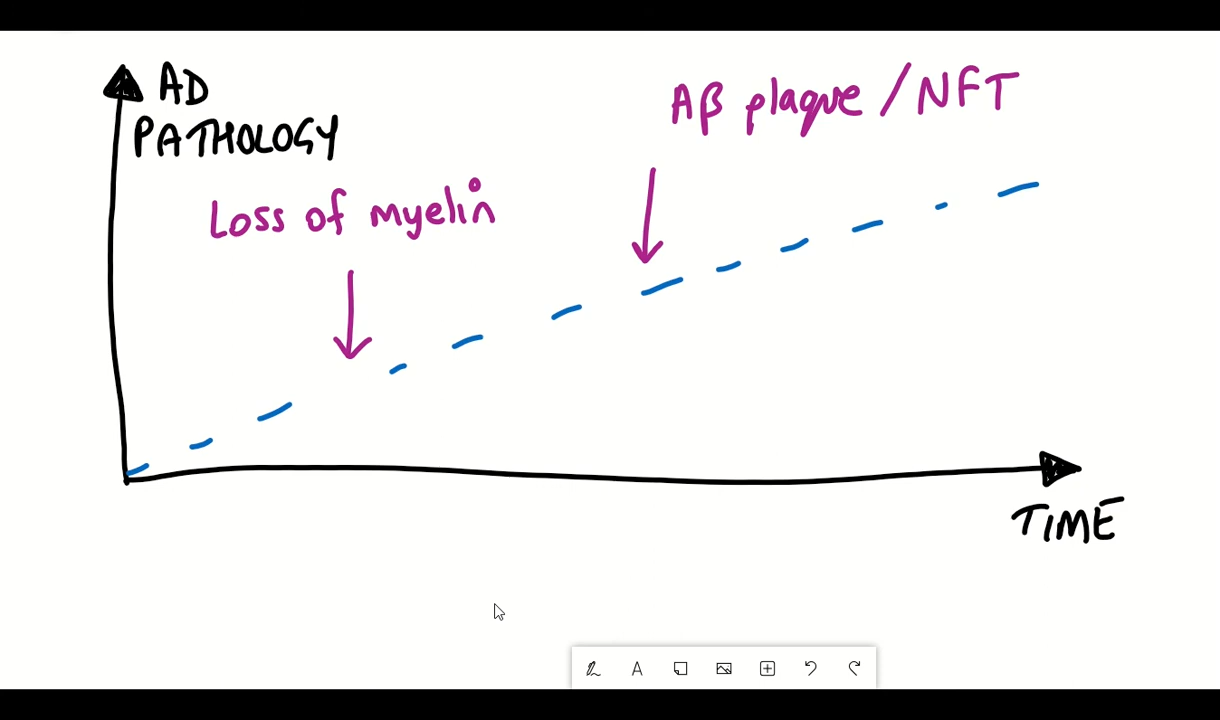 AD
PATHOLOGY
Loss of myelin
Aβ plaque / NFT
TIME
A